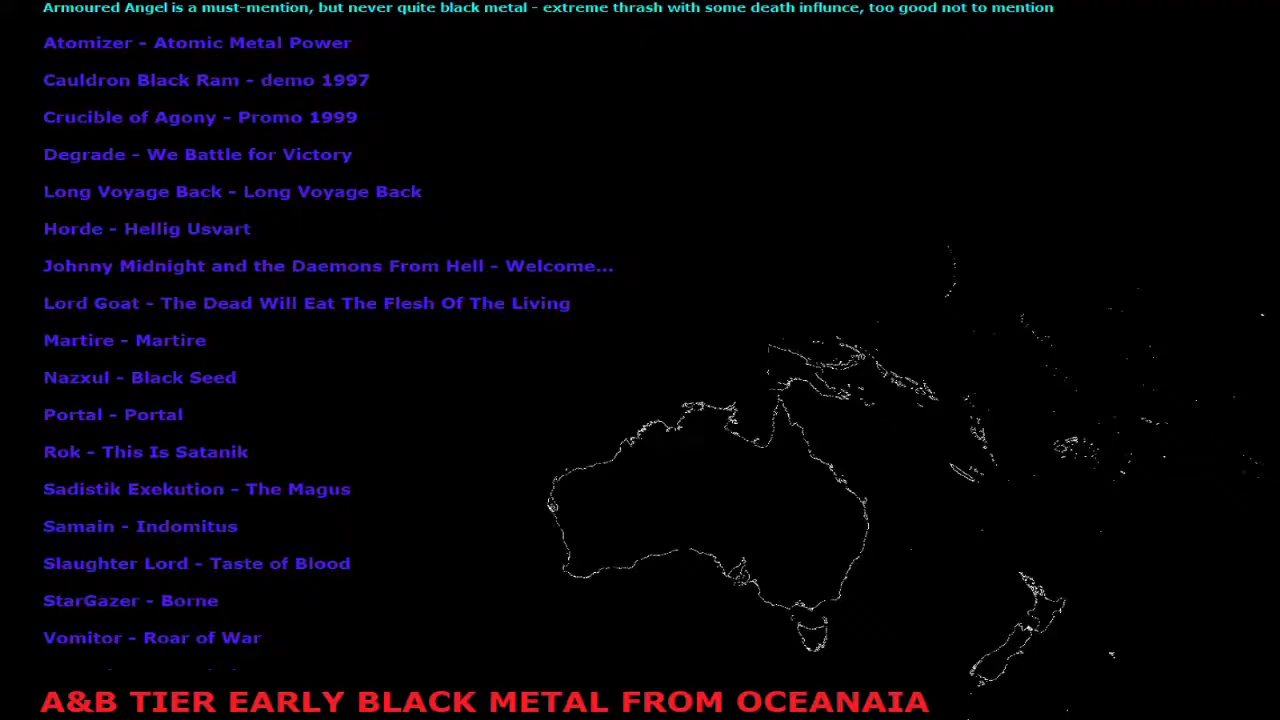 Armoured Angel is a must-mention, but never quite black metal - extreme thrash with some death influnce, too good not to mention
Atomizer - Atomic Metal Power
Cauldron Black Ram - demo 1997
Crucible of Agony - Promo 1999
Degrade - We Battle for Victory
Long Voyage Back - Long Voyage Back
Horde - Hellig Usvart
Johnny Midnight and the Daemons From Hell - Welcome...
Lord Goat - The Dead Will Eat The Flesh Of The Living
Martire - Martire
Nazxul - Black Seed
Portal - Portal
Rok - This Is Satanik
Sadistik Exekution - The Magus
Samain - Indomitus
Slaughter Lord - Taste of Blood
StarGazer - Borne
Vomitor - Roar of War
A&B TIER EARLY BLACK METAL FROM OCEANAIA